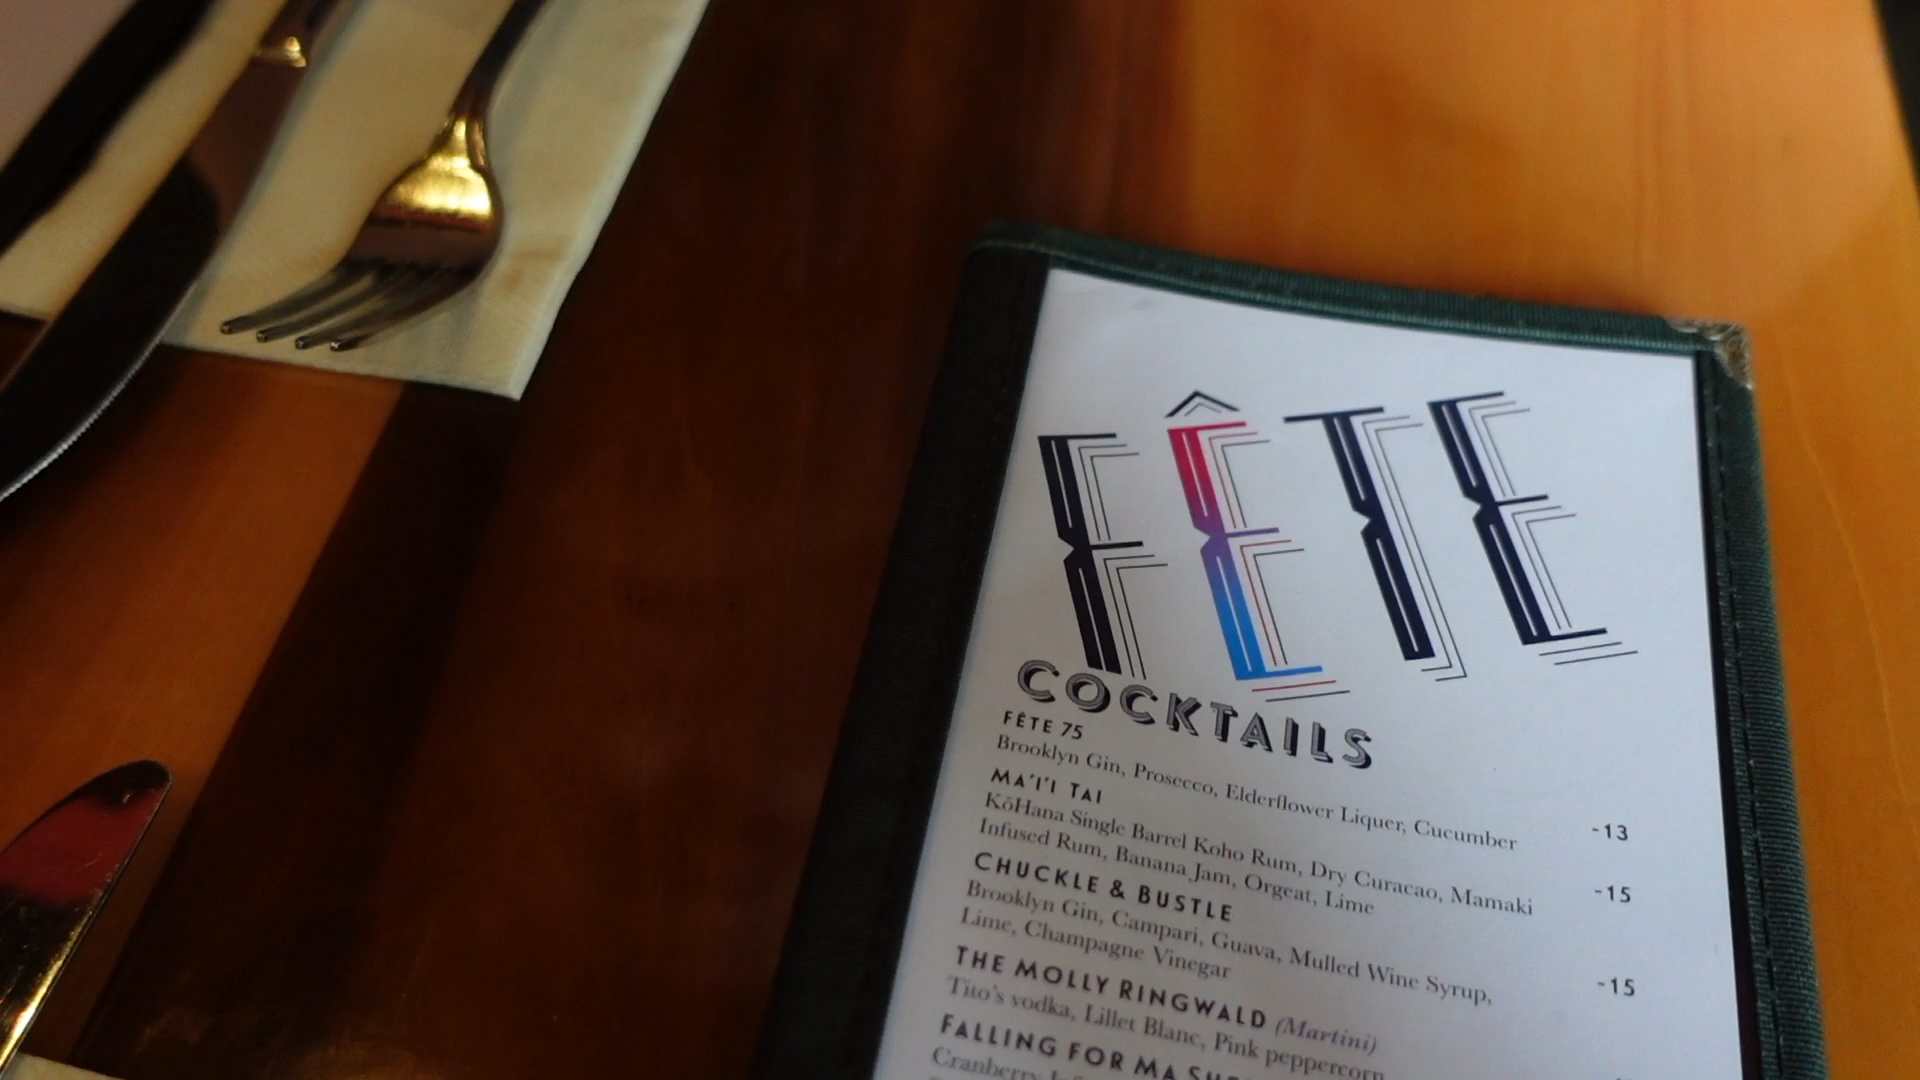 FÊTE
COCKTAILS
FÊTE 75
Brooklyn Gin, Prosecco, Elderflower Liquer, Cucumber -13
MA'I'I TAI
KōHana Single Barrel Koho Rum, Dry Curacao, Mamaki
Infused Rum, Banana Jam, Orgeat, Lime -15
CHUCKLE & BUSTLE
Brooklyn Gin, Campari, Guava, Mulled Wine Syrup,
Lime, Champagne Vinegar -15
THE MOLLY RINGWALD (Martini)
Tito's vodka, Lillet Blanc, Pink peppercorn
FALLING FOR MA
Cranberry